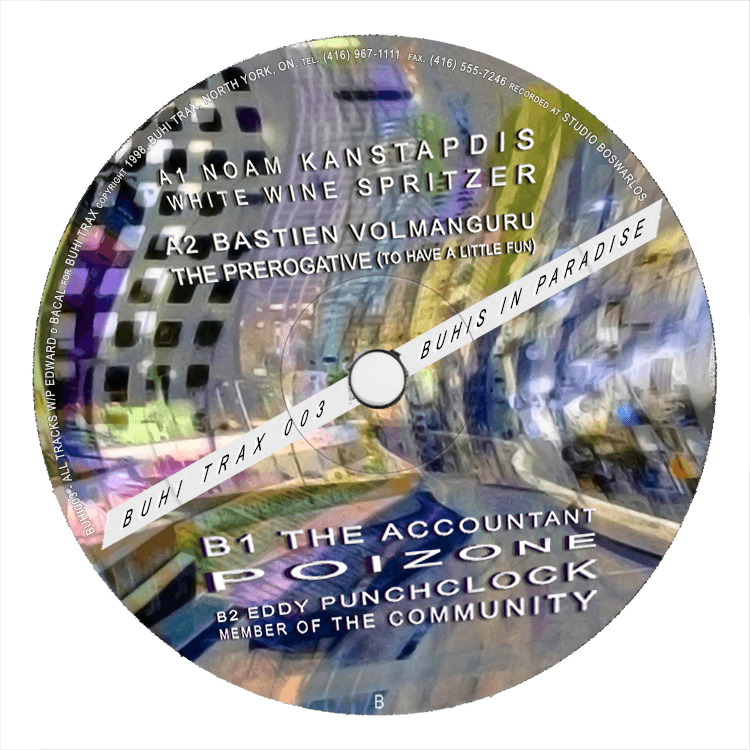 BUHI003 - ALL TRACKS W/P EDWARD D BACAL FOR BUHI TRAX COPYRIGHT 1998. BUHI TRAX, NORTH YORK, ON. TEL. (416) 967-1111 FAX. (416) 555-7246 RECORDED AT STUDIO BOSWARLOS
A1 NOAM KANSTAPDIS
WHITE WINE SPRITZER
A2 BASTIEN VOLMANGURU
THE PREROGATIVE (TO HAVE A LITTLE FUN)
BUHI TRAX 003 BUHIS IN PARADISE
B1 THE ACCOUNTANT
POIZONE
B2 EDDY PUNCHCLOCK
MEMBER OF THE COMMUNITY
B